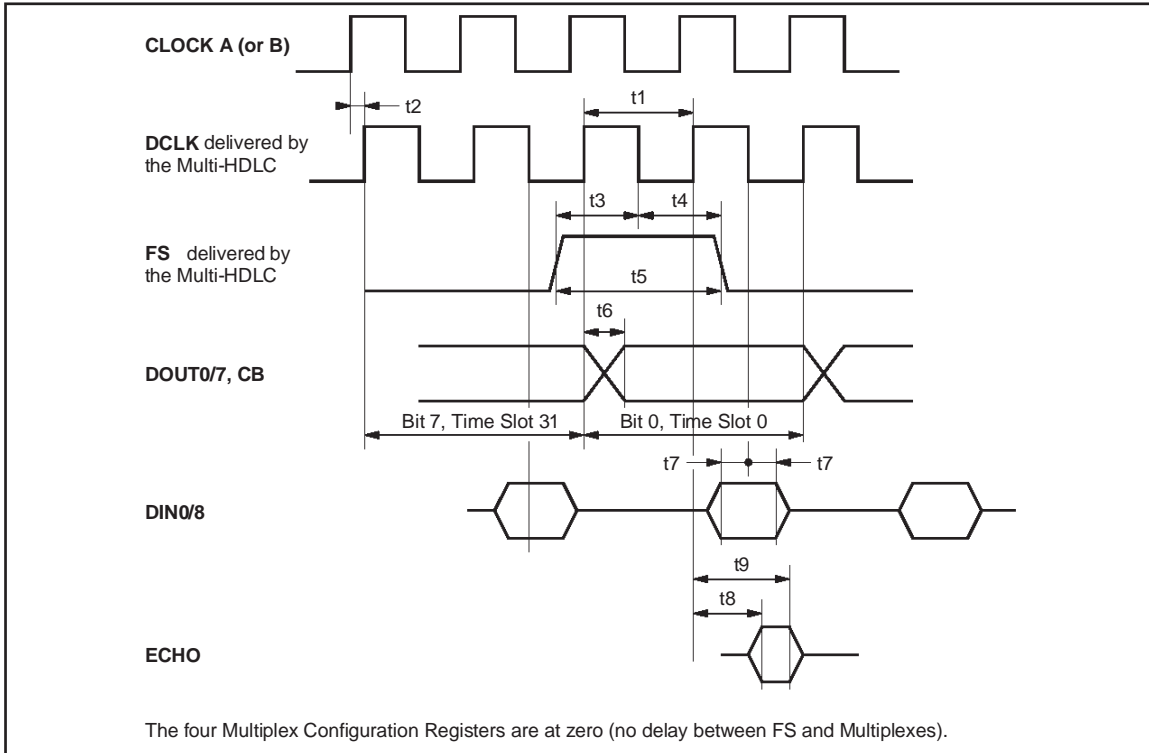 CLOCK A (or B)
t2
t1
DCLK delivered by
the Multi-HDLC
t3
t4
FS delivered by
the Multi-HDLC
t5
t6
DOUT0/7, CB
Bit 7, Time Slot 31
Bit 0, Time Slot 0
t7
t7
DIN0/8
t9
t8
ECHO
The four Multiplex Configuration Registers are at zero (no delay between FS and Multiplexes).